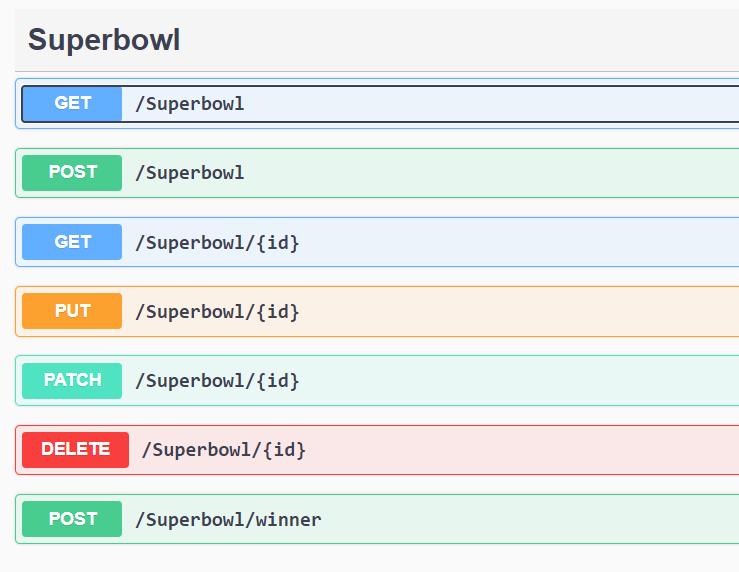 Superbowl
GET /Superbowl
POST /Superbowl
GET /Superbowl/{id}
PUT /Superbowl/{id}
PATCH /Superbowl/{id}
DELETE /Superbowl/{id}
POST /Superbowl/winner